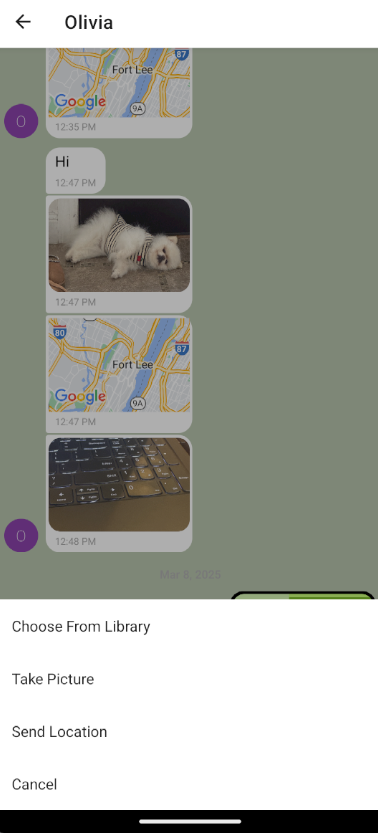 Olivia
87
Fort Lee
Google
9A
12:35 PM
O
Hi
12:47 PM
12:47 PM
80
87
Fort Lee
Google
9A
12:47 PM
O
12:48 PM
Mar 8, 2025
Choose From Library
Take Picture
Send Location
Cancel